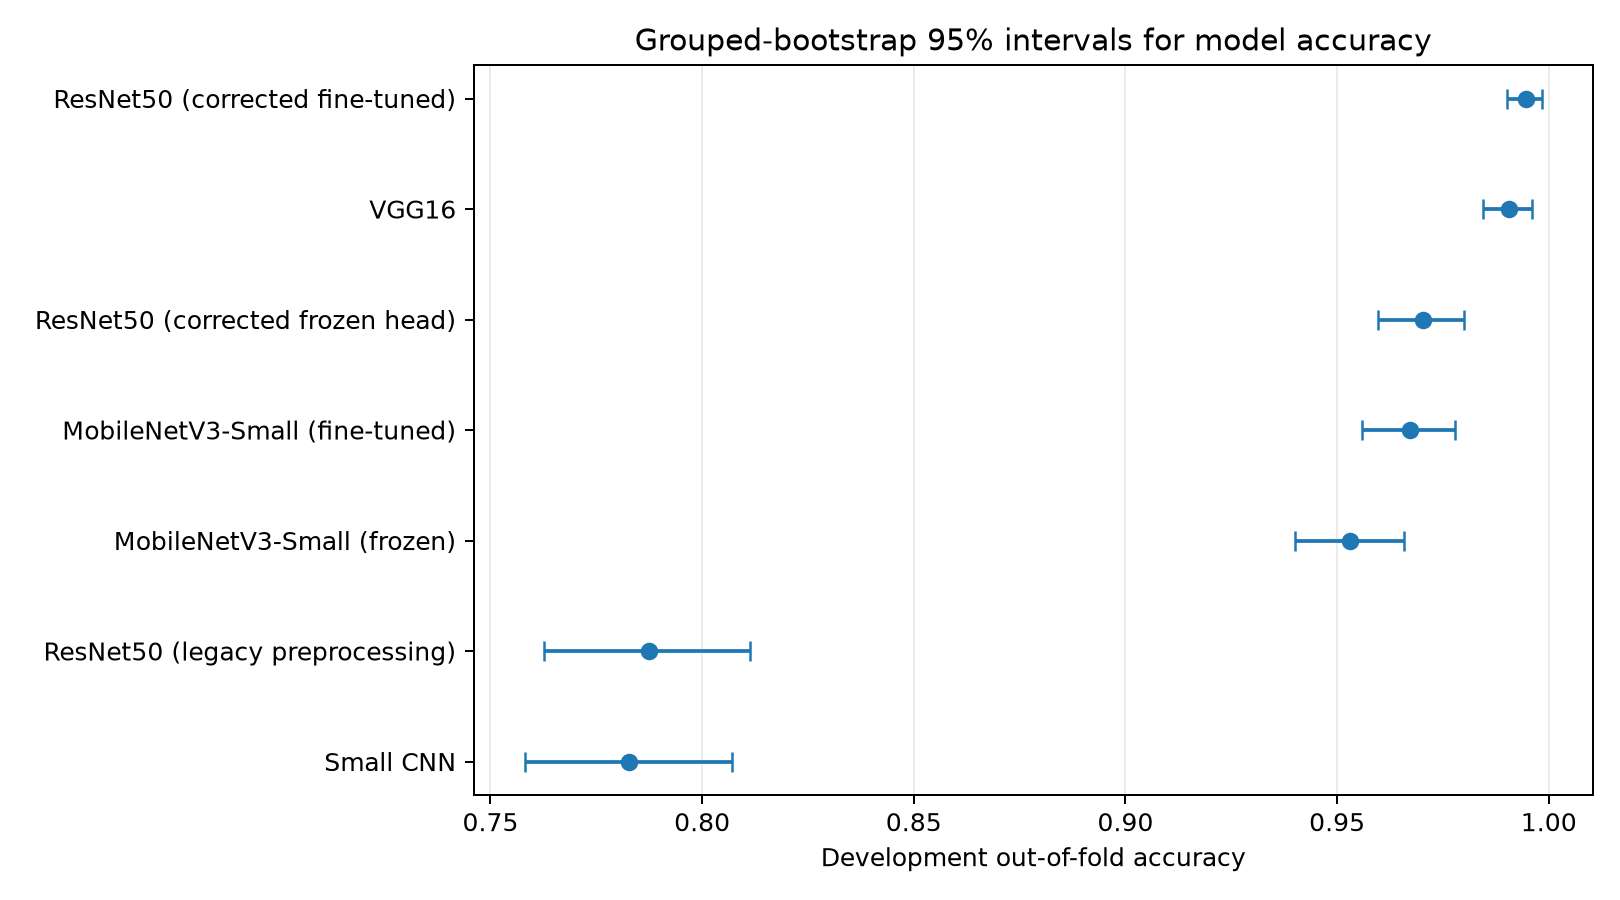 Grouped-bootstrap 95% intervals for model accuracy
ResNet50 (corrected fine-tuned)
VGG16
ResNet50 (corrected frozen head)
MobileNetV3-Small (fine-tuned)
MobileNetV3-Small (frozen)
ResNet50 (legacy preprocessing)
Small CNN
0.75 0.80 0.85 0.90 0.95 1.00
Development out-of-fold accuracy